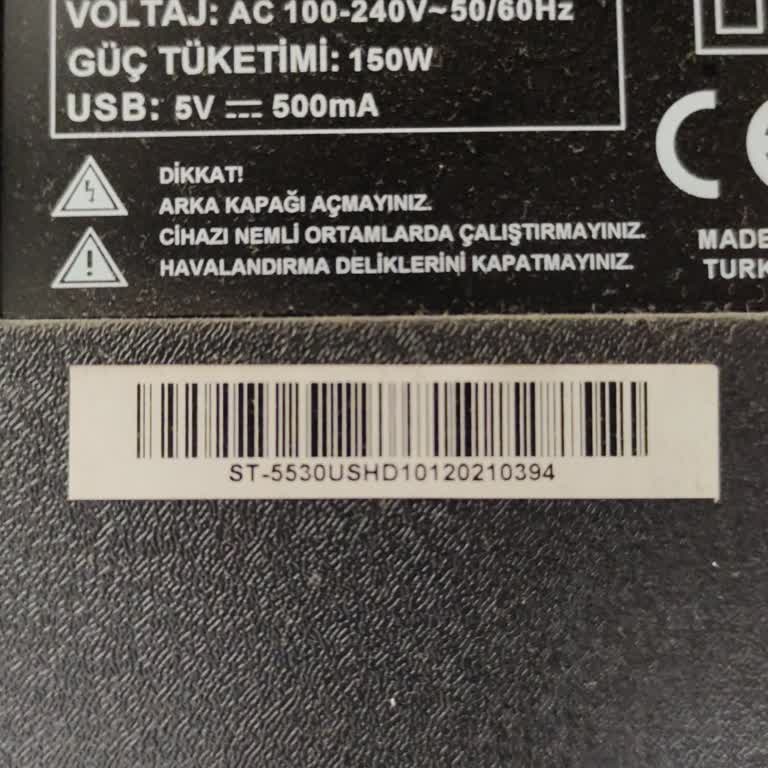 VOLTAJ: AC 100-240V~50/60Hz
GÜÇ TÜKETİMİ: 150W
USB: 5V ⎓ 500mA
DİKKAT!
ARKA KAPAĞI AÇMAYINIZ.
CİHAZI NEMLİ ORTAMLARDA ÇALIŞTIRMAYINIZ.
HAVALANDIRMA DELİKLERİNİ KAPATMAYINIZ.
CE
MADE
TURK
ST-5530USHD10120210394